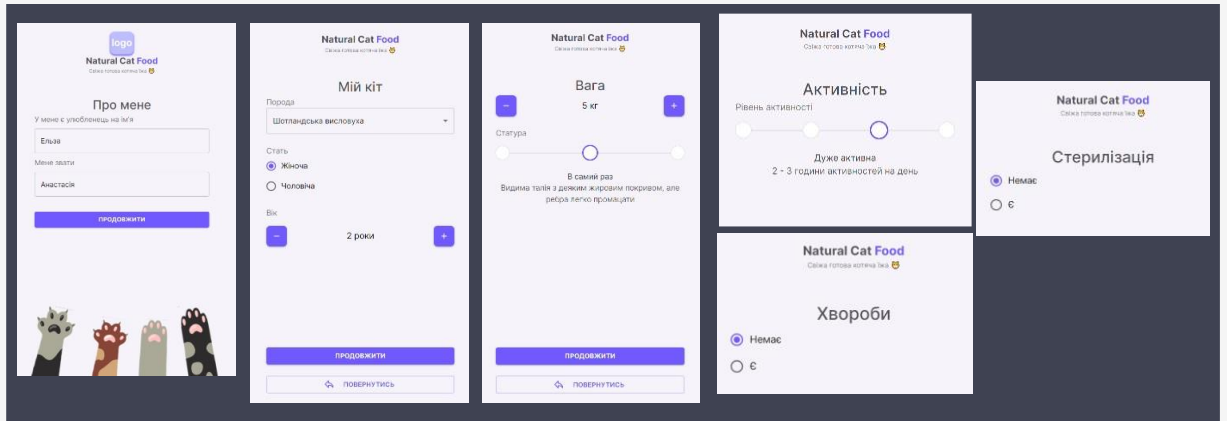 logo
Natural Cat Food
Свіжа готова котяча їжа
Про мене
У мене є улюбленець на ім'я
Ельза
Мене звати
Анастасія
ПРОДОВЖИТИ
Natural Cat Food
Свіжа готова котяча їжа
Мій кіт
Порода
Шотландська висловуха
Стать
Жіноча
Чоловіча
Вік
−
2 роки
+
ПРОДОВЖИТИ
ПОВЕРНУТИСЬ
Natural Cat Food
Свіжа готова котяча їжа
Вага
−
5 кг
+
Статура
В самий раз
Видима талія з деяким жировим покривом, але
ребра легко промацати
ПРОДОВЖИТИ
ПОВЕРНУТИСЬ
Natural Cat Food
Свіжа готова котяча їжа
Активність
Рівень активності
Дуже активна
2 - 3 години активностей на день
Natural Cat Food
Свіжа готова котяча їжа
Хвороби
Немає
Є
Natural Cat Food
Свіжа готова котяча їжа
Стерилізація
Немає
Є